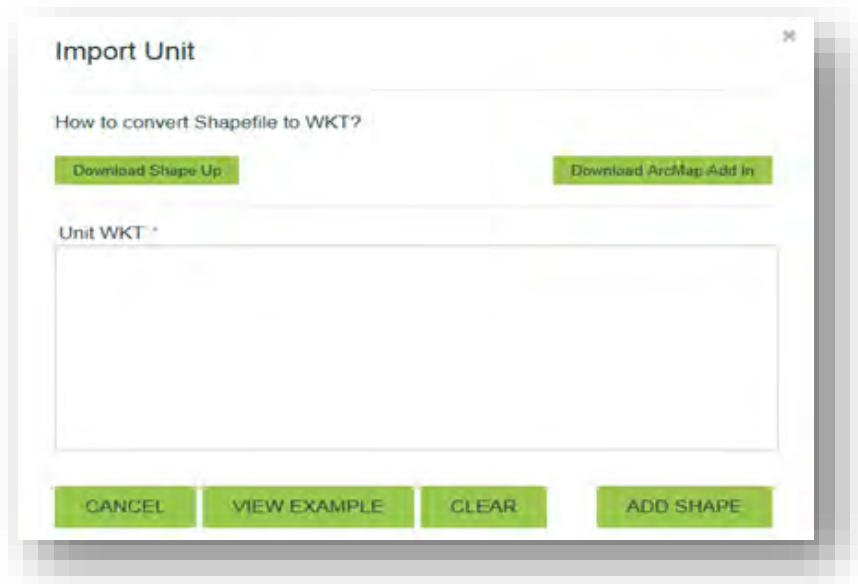 Import Unit
How to convert Shapefile to WKT?
Download Shape Up
Download ArcMap Add In
Unit WKT *
CANCEL
VIEW EXAMPLE
CLEAR
ADD SHAPE